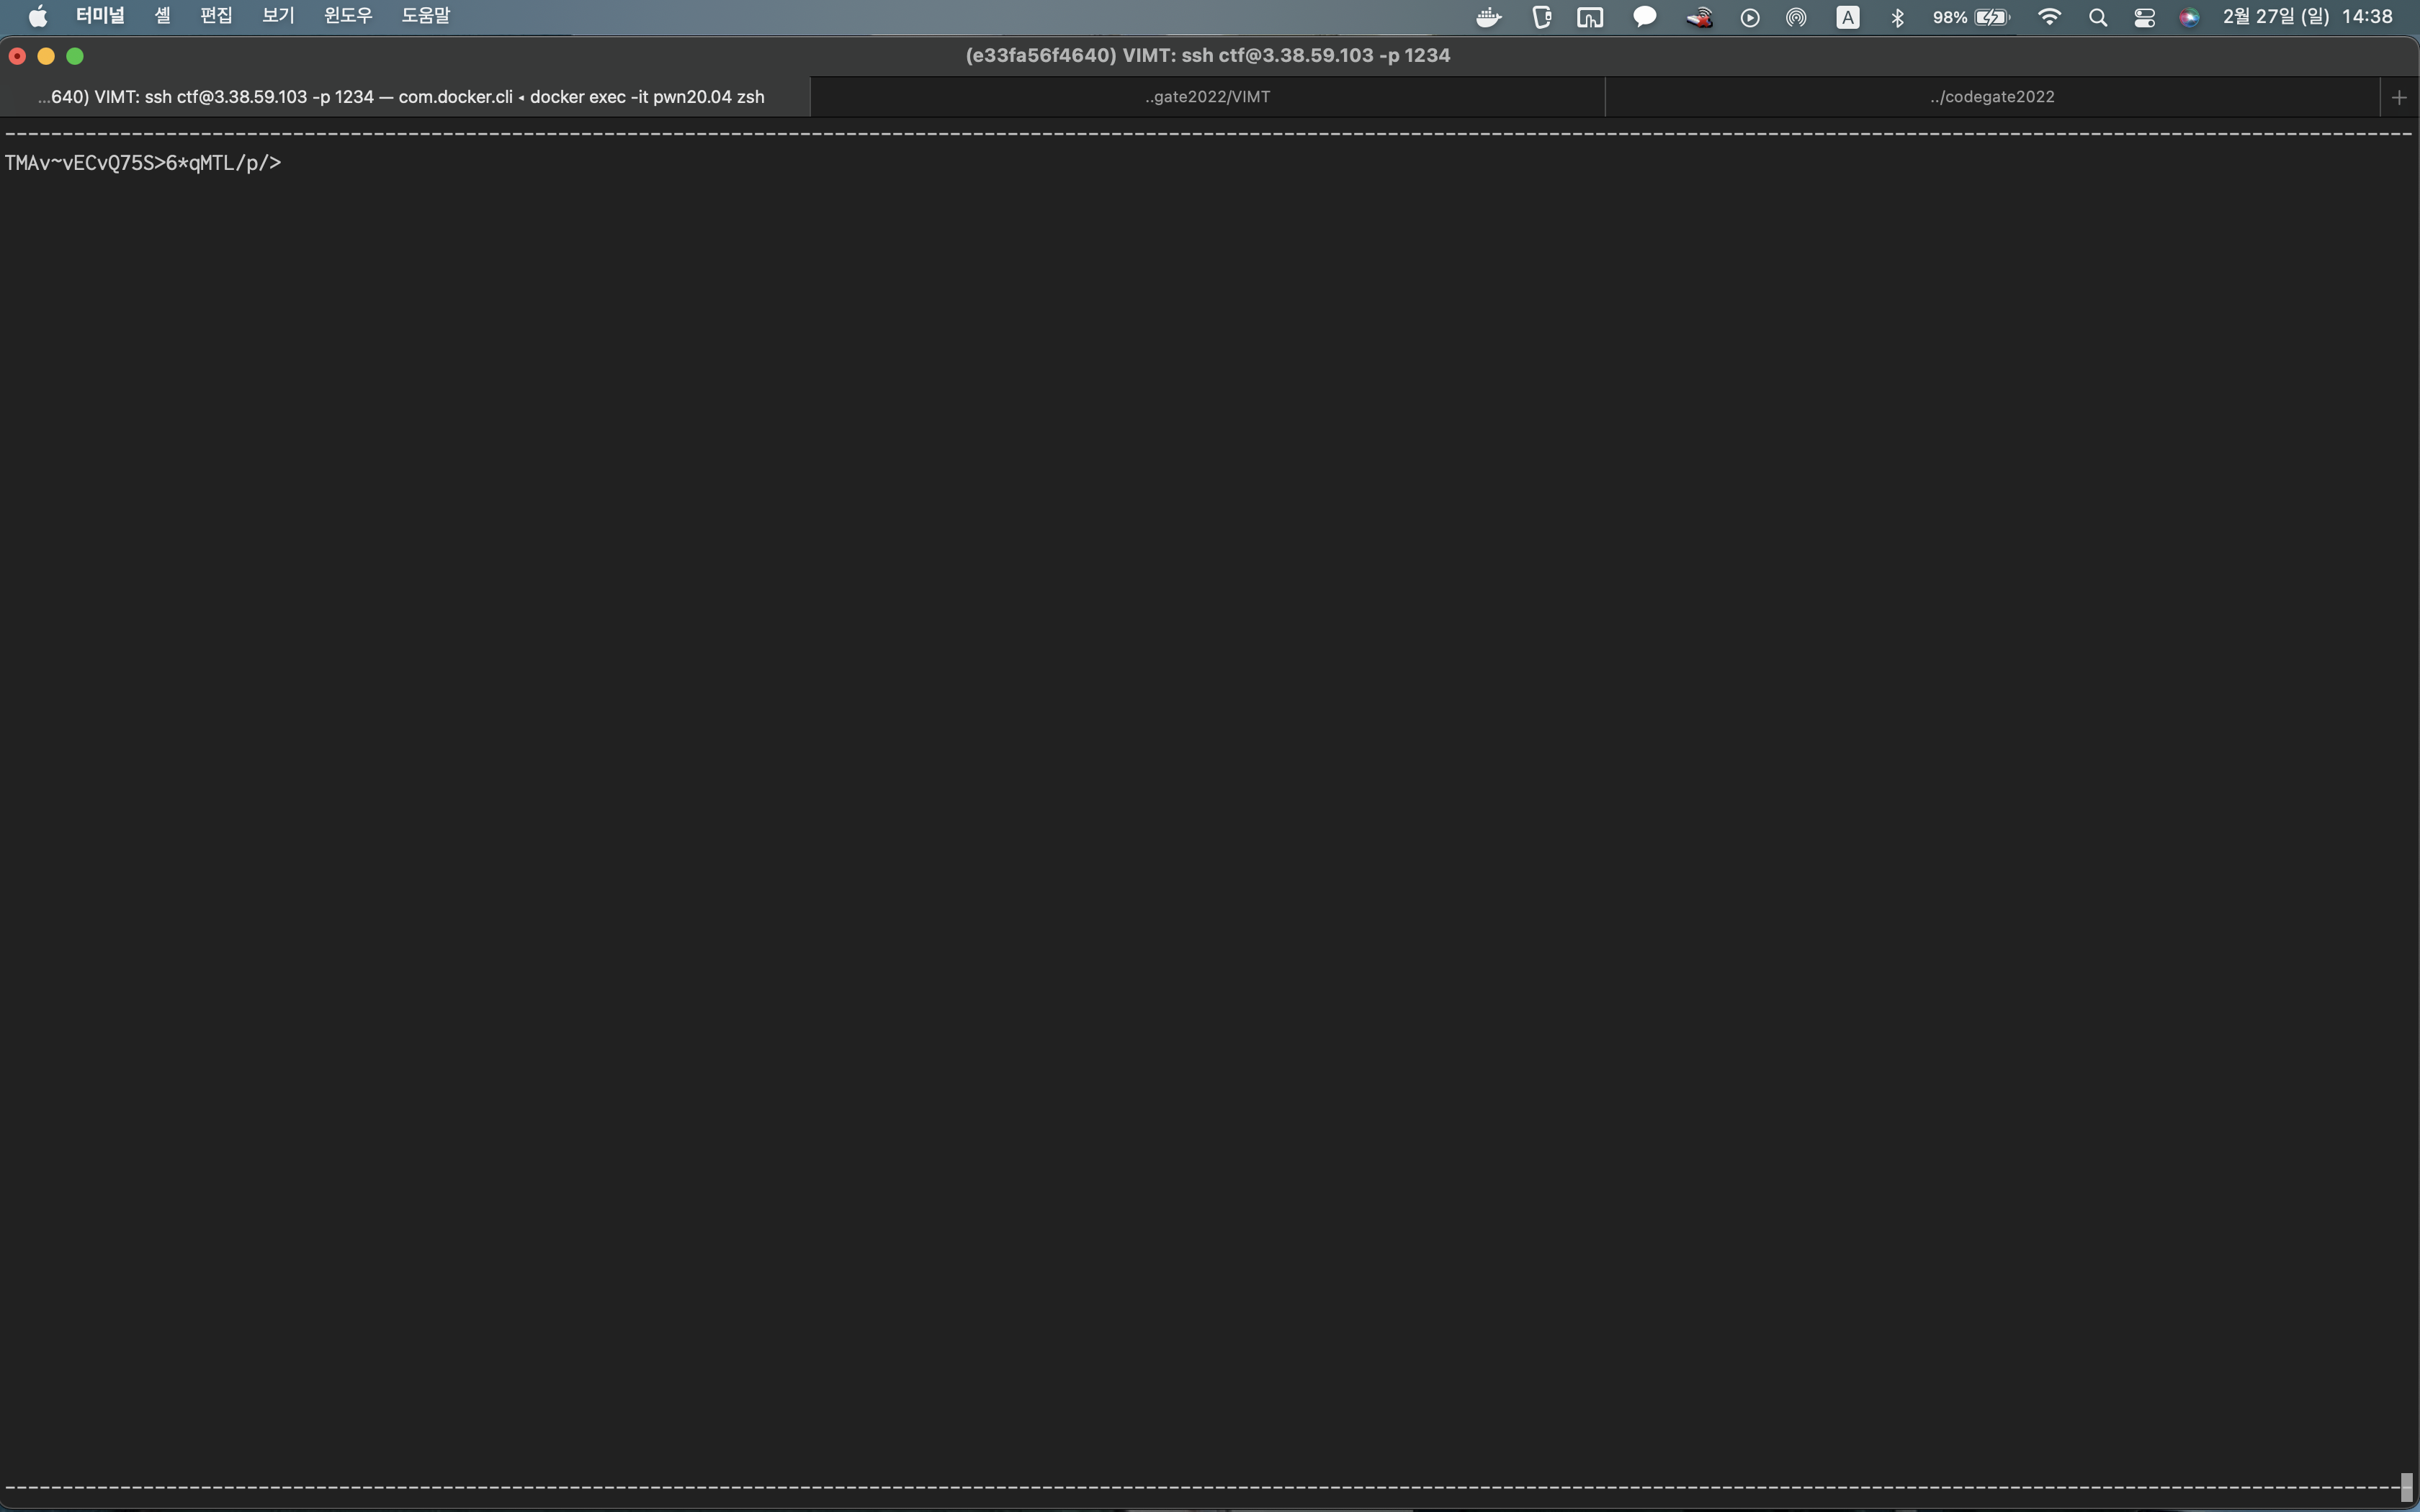 터미널 셸 편집 보기 윈도우 도움말 A 98% 2월 27일 (일) 14:38
(e33fa56f4640) VIMT: ssh ctf@3.38.59.103 -p 1234
...640) VIMT: ssh ctf@3.38.59.103 -p 1234 — com.docker.cli ◂ docker exec -it pwn20.04 zsh ..gate2022/VIMT ../codegate2022 +
TMAv~vECvQ75S>6*qMTL/p/>